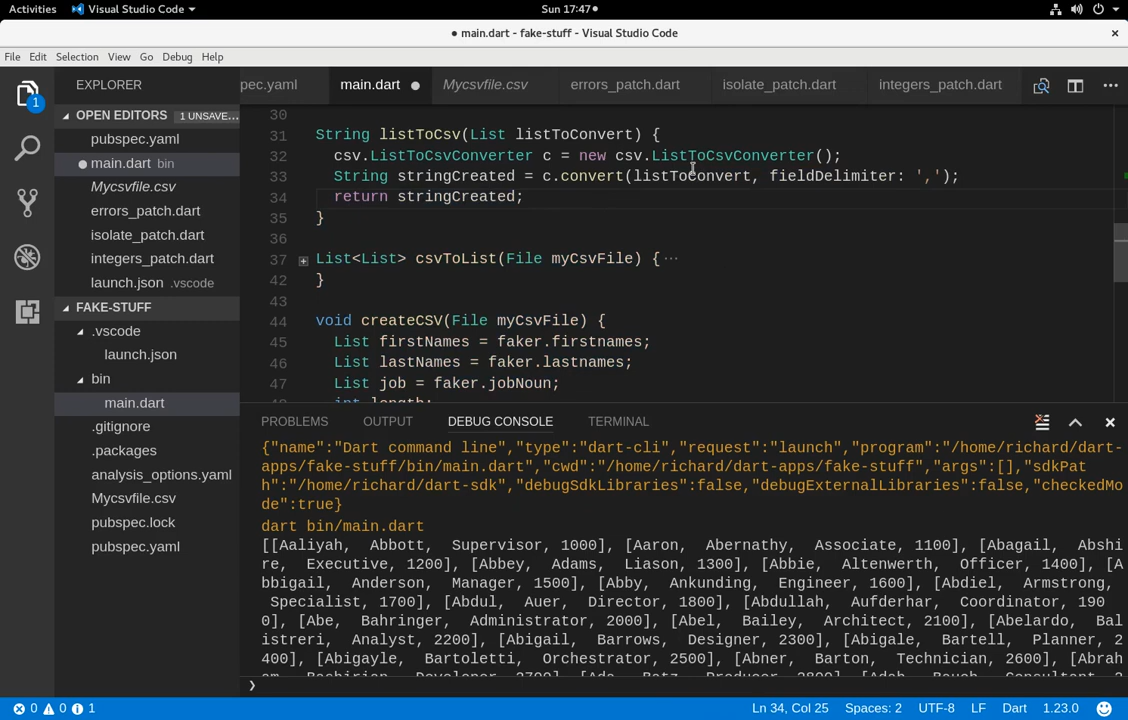 Activities Visual Studio Code Sun 17:47
● main.dart - fake-stuff - Visual Studio Code
File Edit Selection View Go Debug Help
EXPLORER pec.yaml main.dart Mycsvfile.csv errors_patch.dart isolate_patch.dart integers_patch.dart
1
OPEN EDITORS 1 UNSAVE...
pubspec.yaml
main.dart bin
Mycsvfile.csv
errors_patch.dart
isolate_patch.dart
integers_patch.dart
launch.json .vscode
FAKE-STUFF
.vscode
launch.json
bin
main.dart
.gitignore
.packages
analysis_options.yaml
Mycsvfile.csv
pubspec.lock
pubspec.yaml
30
31 String listToCsv(List listToConvert) {
32 csv.ListToCsvConverter c = new csv.ListToCsvConverter();
33 String stringCreated = c.convert(listToConvert, fieldDelimiter: ',');
34 return stringCreated;
35 }
36
37 List<List> csvToList(File myCsvFile) {···
42 }
43
44 void createCSV(File myCsvFile) {
45 List firstNames = faker.firstnames;
46 List lastNames = faker.lastnames;
47 List job = faker.jobNoun;
int length;
PROBLEMS OUTPUT DEBUG CONSOLE TERMINAL
{"name":"Dart command line","type":"dart-cli","request":"launch","program":"/home/richard/dart-
apps/fake-stuff/bin/main.dart","cwd":"/home/richard/dart-apps/fake-stuff","args":[],"sdkPat
h":"/home/richard/dart-sdk","debugSdkLibraries":false,"debugExternalLibraries":false,"checkedMo
de":true}
dart bin/main.dart
[[Aaliyah, Abbott, Supervisor, 1000], [Aaron, Abernathy, Associate, 1100], [Abagail, Abshi
re, Executive, 1200], [Abbey, Adams, Liason, 1300], [Abbie, Altenwerth, Officer, 1400], [A
bbigail, Anderson, Manager, 1500], [Abby, Ankunding, Engineer, 1600], [Abdiel, Armstrong,
Specialist, 1700], [Abdul, Auer, Director, 1800], [Abdullah, Aufderhar, Coordinator, 190
0], [Abe, Bahringer, Administrator, 2000], [Abel, Bailey, Architect, 2100], [Abelardo, Bal
istreri, Analyst, 2200], [Abigail, Barrows, Designer, 2300], [Abigale, Bartell, Planner, 2
400], [Abigayle, Bartoletti, Orchestrator, 2500], [Abner, Barton, Technician, 2600], [Abrah
0 0 1 Ln 34, Col 25 Spaces: 2 UTF-8 LF Dart 1.23.0